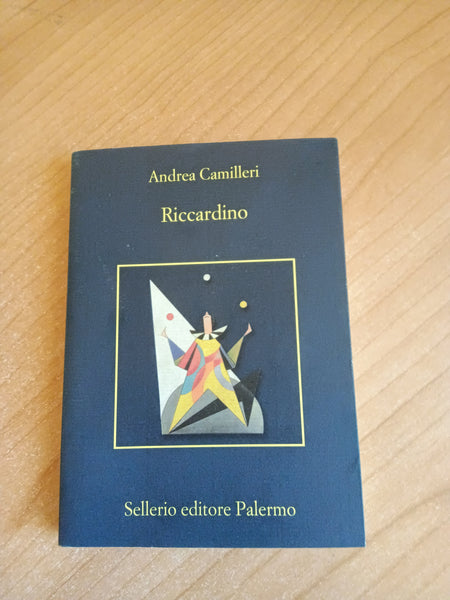 Andrea Camilleri
Riccardino
Sellerio editore Palermo